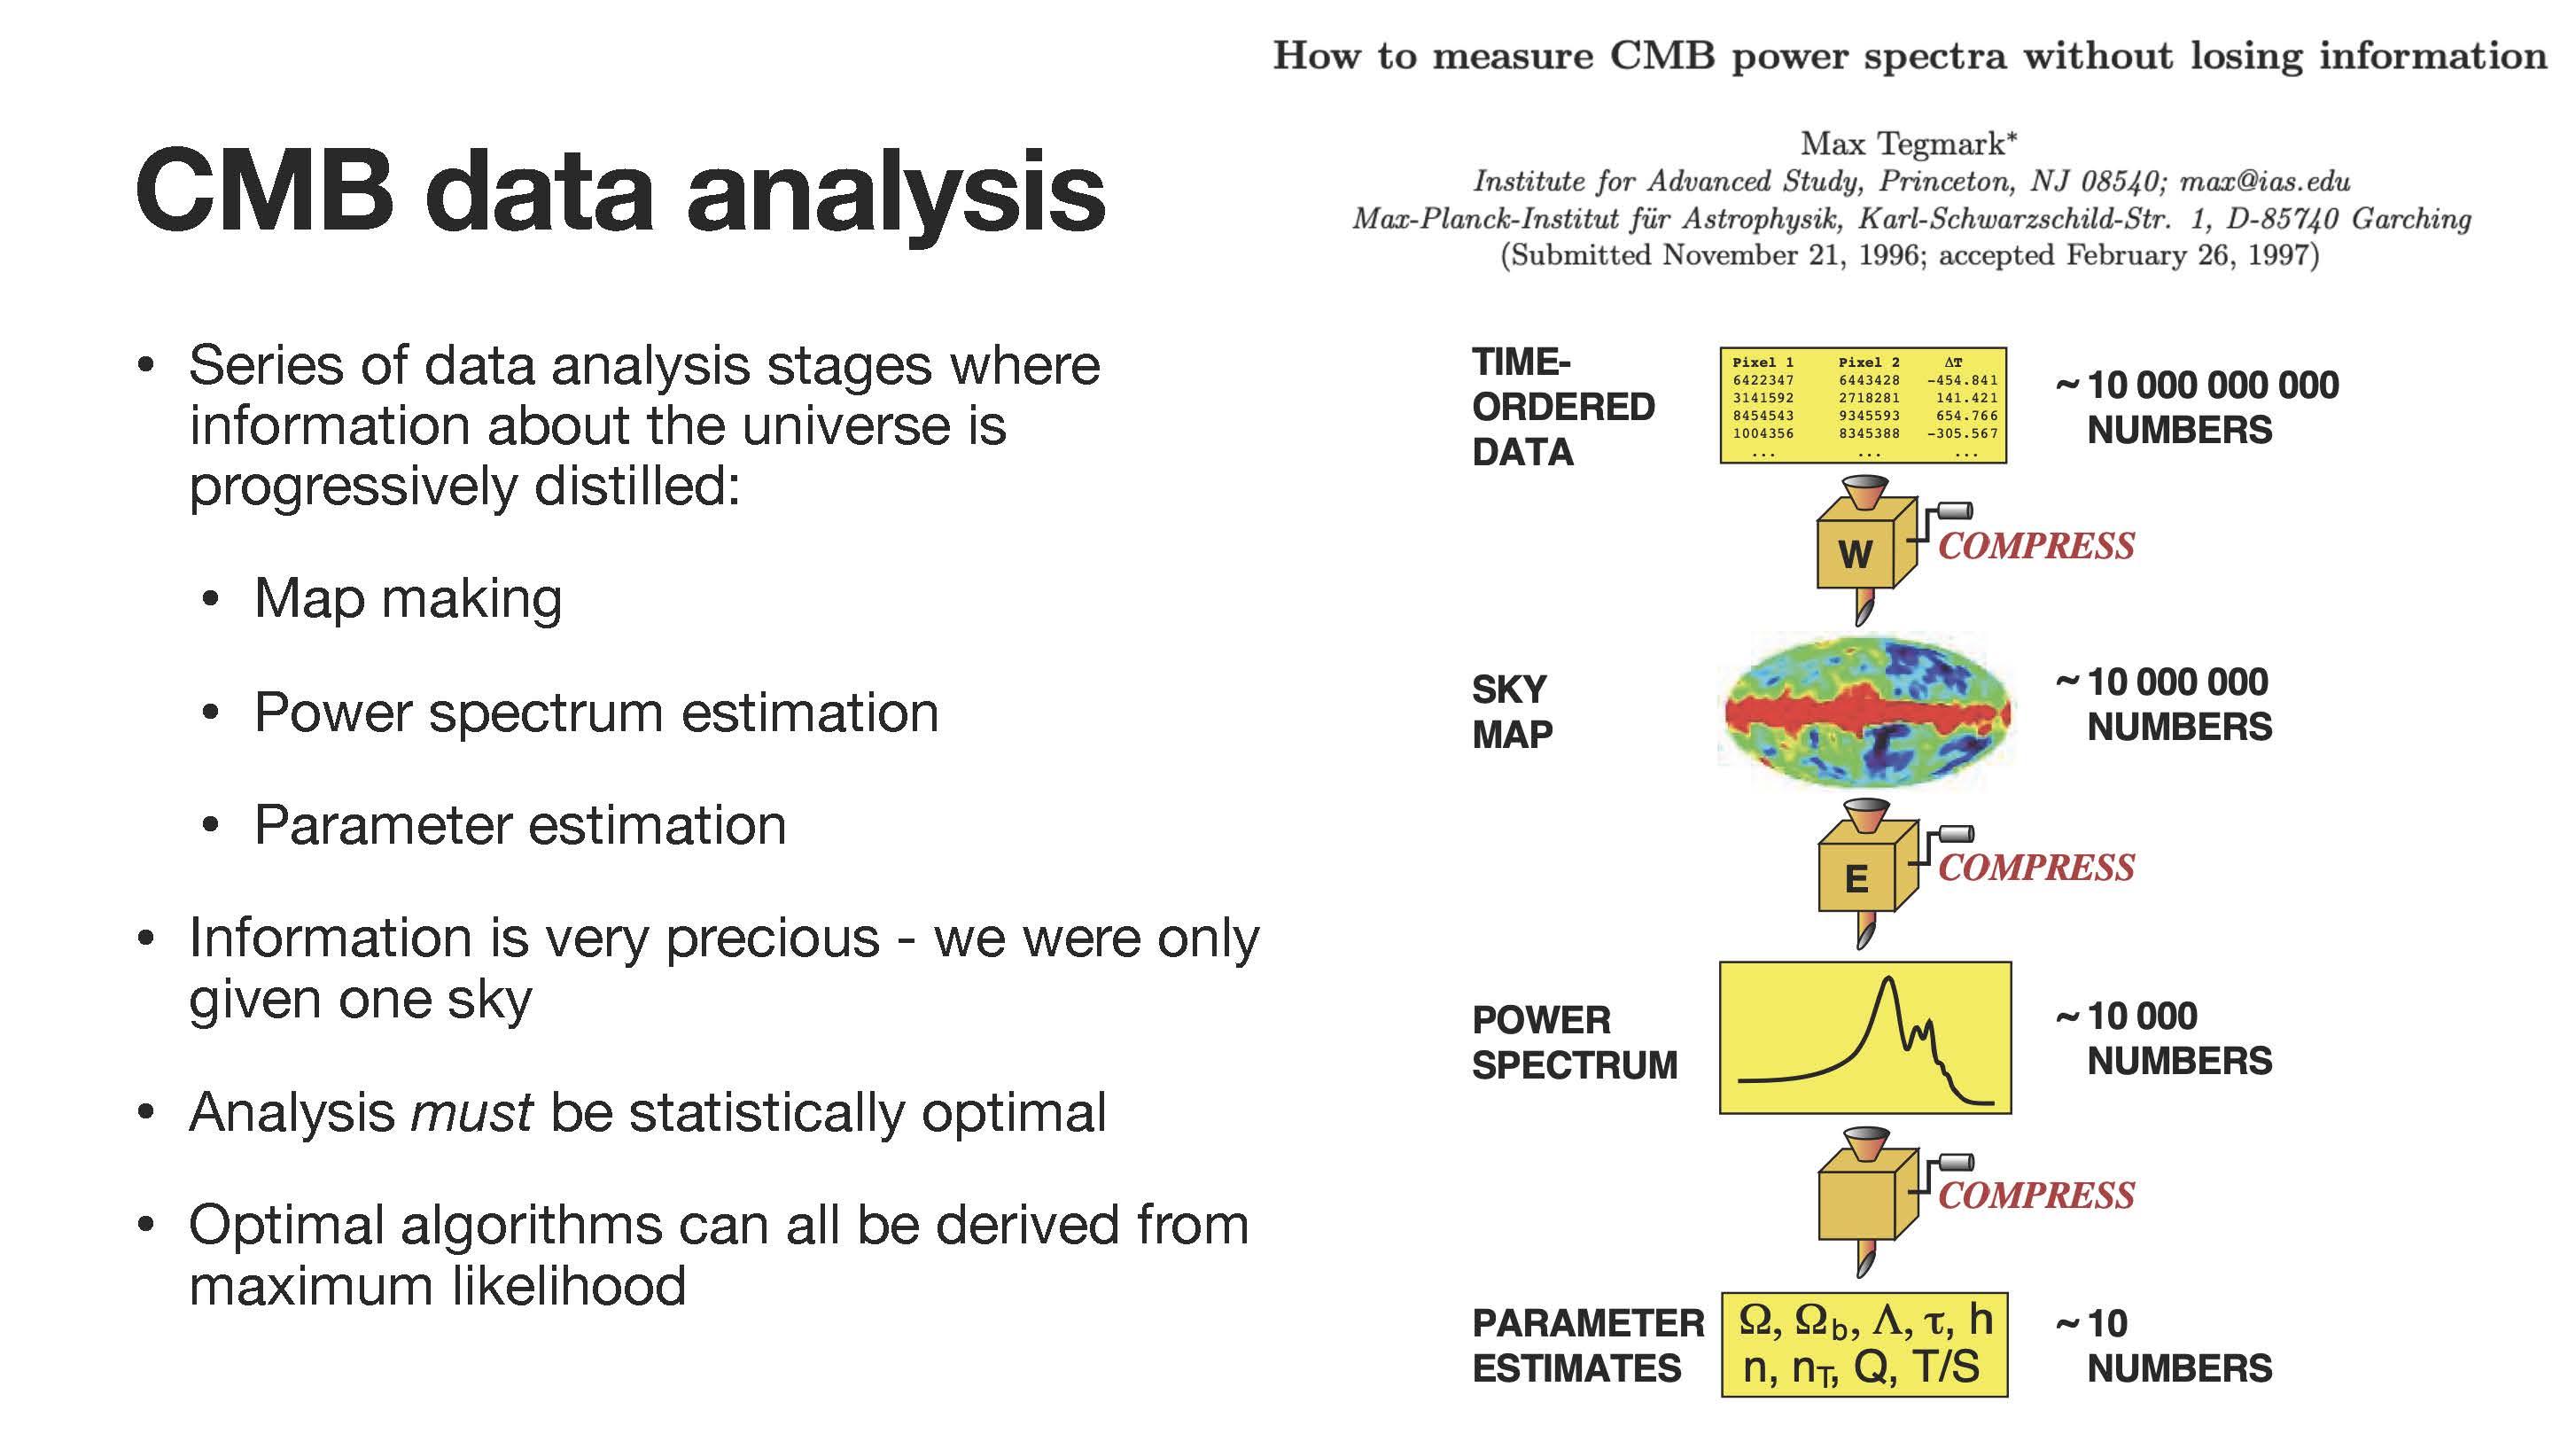 How to measure CMB power spectra without losing information
Max Tegmark*
Institute for Advanced Study, Princeton, NJ 08540; max@ias.edu
Max-Planck-Institut für Astrophysik, Karl-Schwarzschild-Str. 1, D-85740 Garching
(Submitted November 21, 1996; accepted February 26, 1997)
CMB data analysis
• Series of data analysis stages where
information about the universe is
progressively distilled:
• Map making
• Power spectrum estimation
• Parameter estimation
• Information is very precious - we were only
given one sky
• Analysis must be statistically optimal
• Optimal algorithms can all be derived from
maximum likelihood
TIME-
ORDERED
DATA
Pixel 1 Pixel 2 ΔT
6422347 6443428 -454.841
3141592 2718281 141.421
8454543 9345593 654.766
1004356 8345388 -305.567
... ... ...
~ 10 000 000 000
NUMBERS
W
COMPRESS
SKY
MAP
~ 10 000 000
NUMBERS
E
COMPRESS
POWER
SPECTRUM
~ 10 000
NUMBERS
COMPRESS
PARAMETER
ESTIMATES
Ω, Ωb, Λ, τ, h
n, nT, Q, T/S
~ 10
NUMBERS